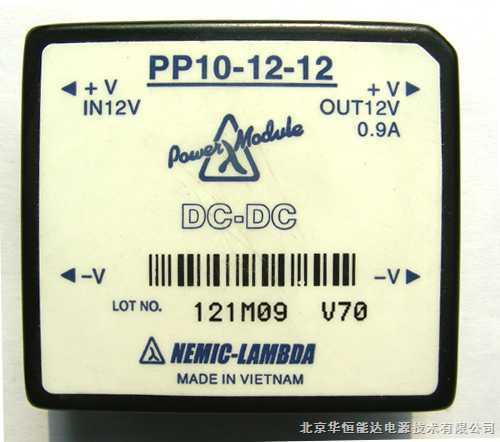 PP10-12-12
◀ + V
IN12V
+ V ▶
OUT12V
0.9A
Power Module
λ
DC-DC
◀ -V
-V ▶
LOT NO. 121M09 V70
λ NEMIC-LAMBDA
MADE IN VIETNAM
北京华恒能达电源技术有限公司